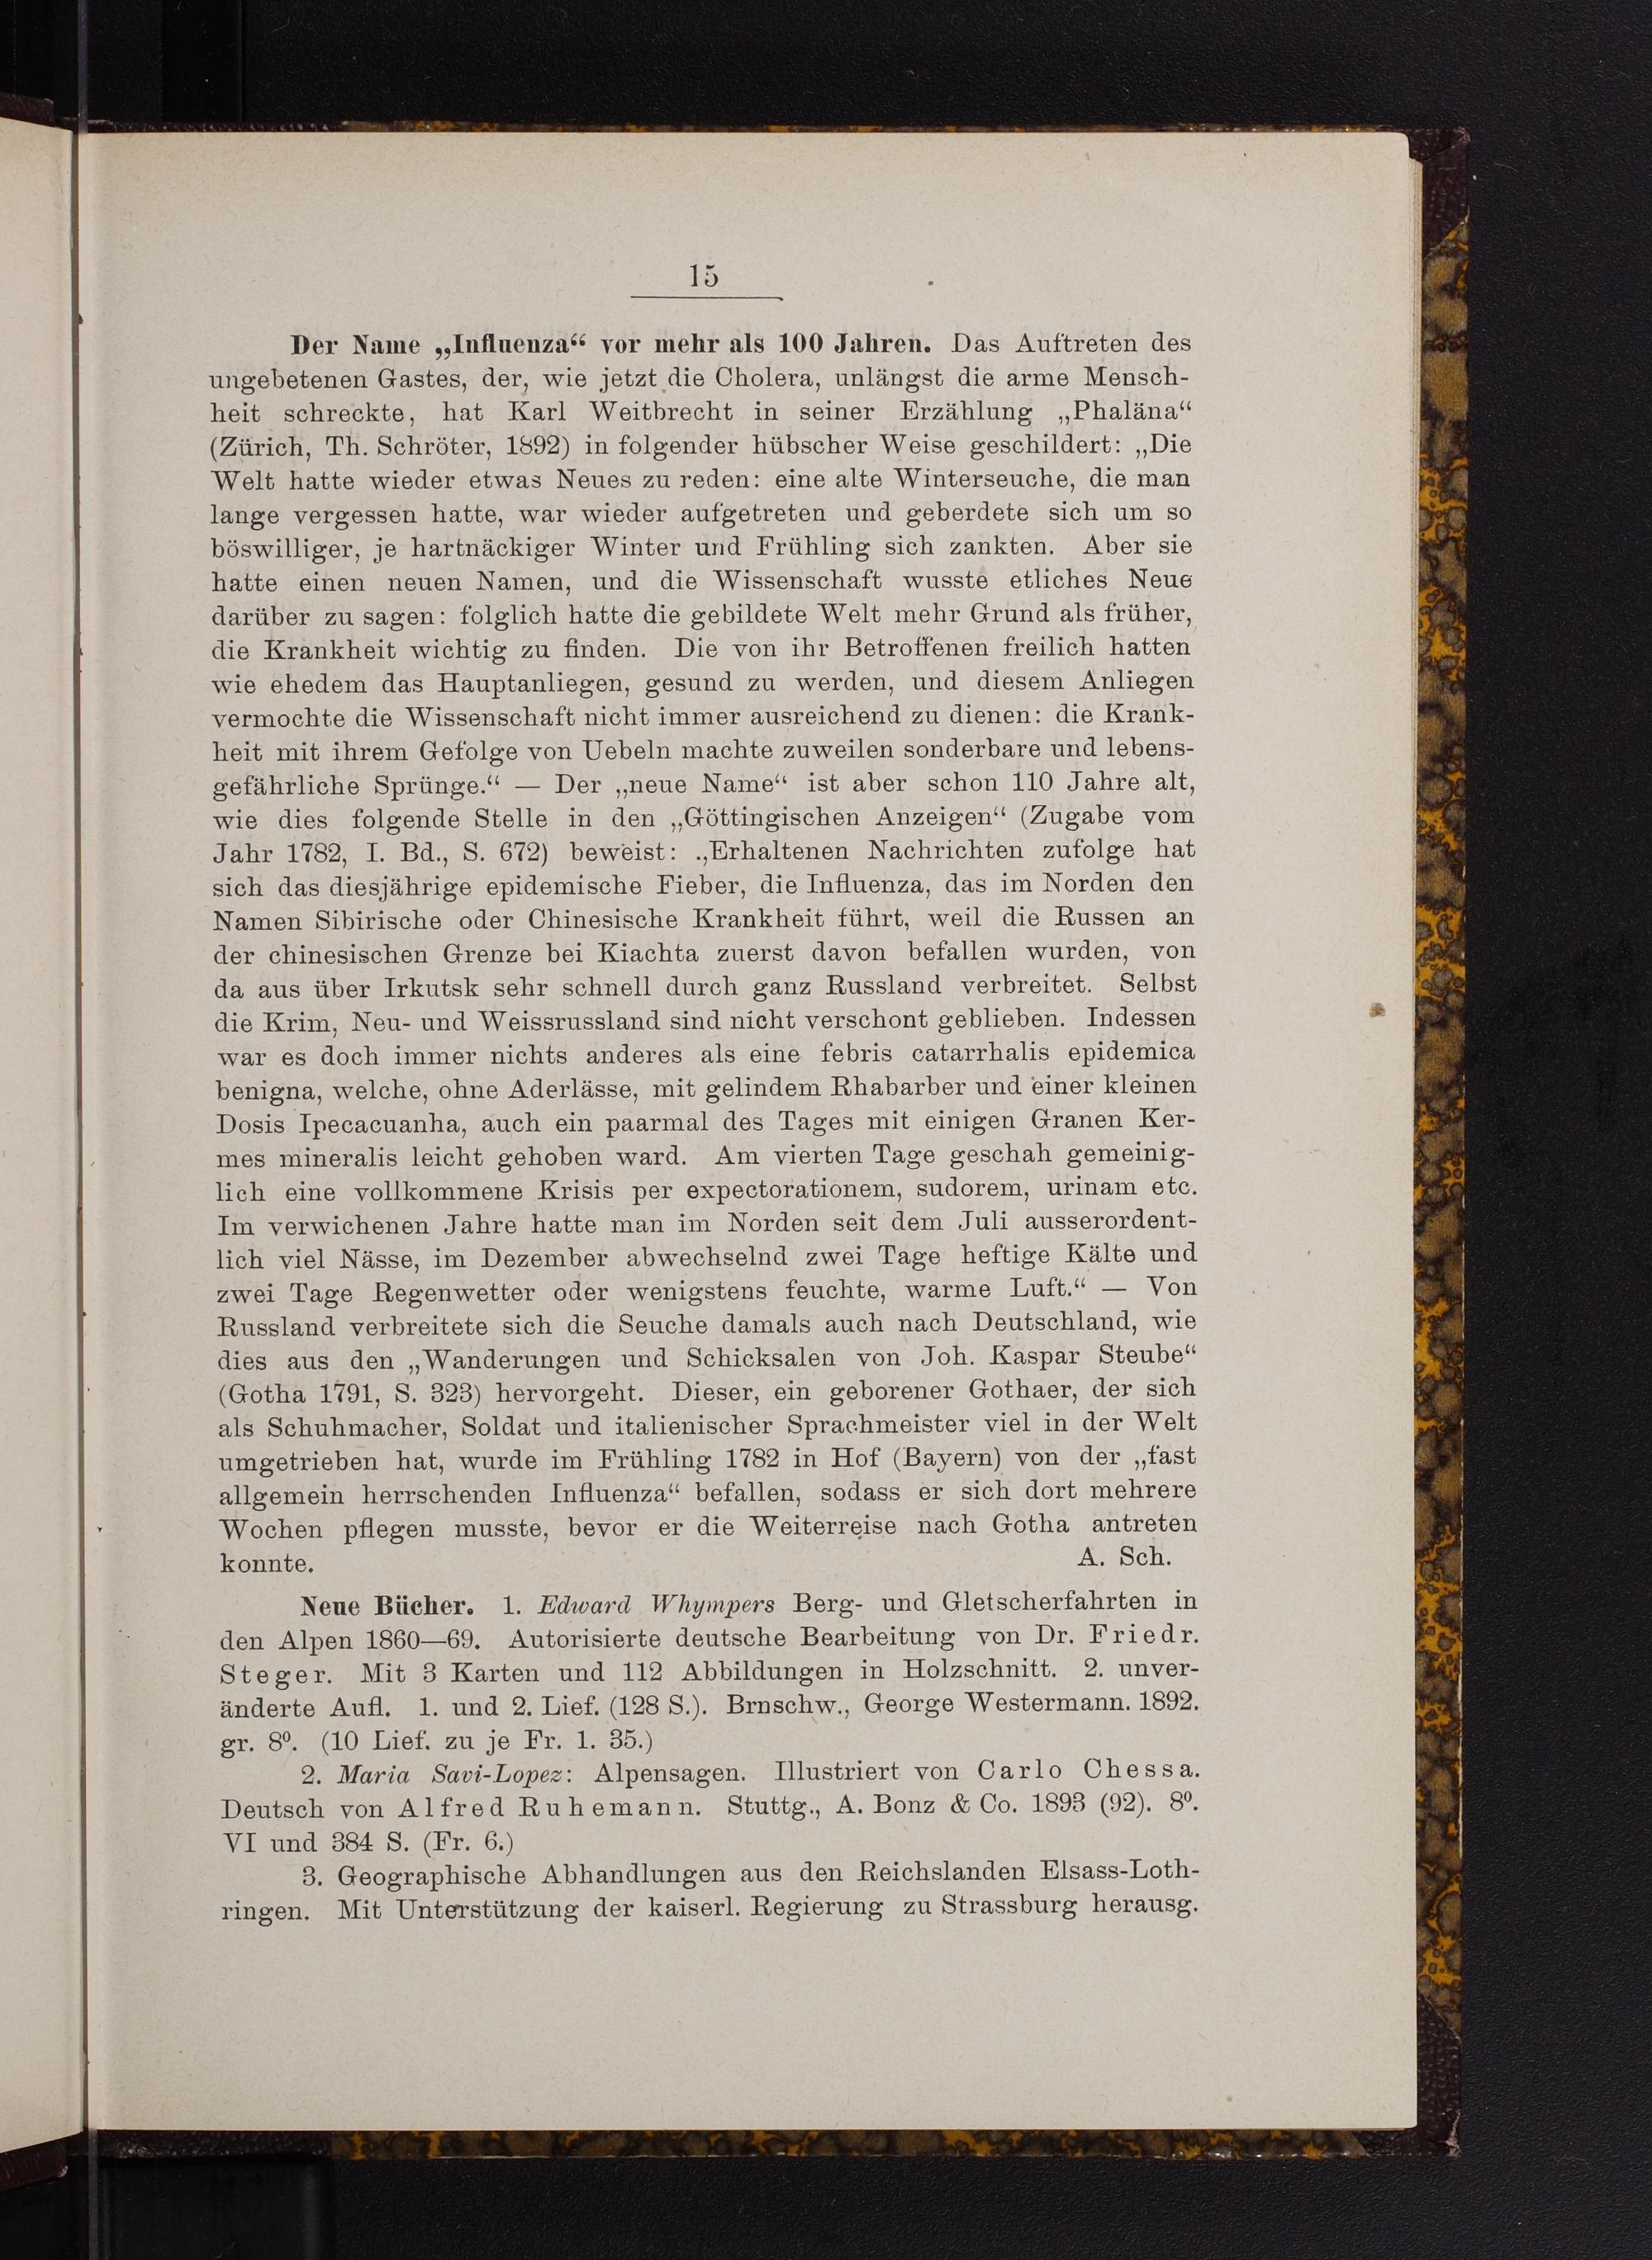 15
Der Name „Influenza“ vor mehr als 100 Jahren. Das Auftreten des
ungebetenen Gastes, der, wie jetzt die Cholera, unlängst die arme Mensch-
heit schreckte, hat Karl Weitbrecht in seiner Erzählung „Phaläna“
(Zürich, Th. Schröter, 1892) in folgender hübscher Weise geschildert: „Die
Welt hatte wieder etwas Neues zu reden: eine alte Winterseuche, die man
lange vergessen hatte, war wieder aufgetreten und geberdete sich um so
böswilliger, je hartnäckiger Winter und Frühling sich zankten. Aber sie
hatte einen neuen Namen, und die Wissenschaft wusste etliches Neue
darüber zu sagen: folglich hatte die gebildete Welt mehr Grund als früher,
die Krankheit wichtig zu finden. Die von ihr Betroffenen freilich hatten
wie ehedem das Hauptanliegen, gesund zu werden, und diesem Anliegen
vermochte die Wissenschaft nicht immer ausreichend zu dienen: die Krank-
heit mit ihrem Gefolge von Uebeln machte zuweilen sonderbare und lebens-
gefährliche Sprünge.“ — Der „neue Name“ ist aber schon 110 Jahre alt,
wie dies folgende Stelle in den „Göttingischen Anzeigen“ (Zugabe vom
Jahr 1782, I. Bd., S. 672) beweist: „Erhaltenen Nachrichten zufolge hat
sich das diesjährige epidemische Fieber, die Influenza, das im Norden den
Namen Sibirische oder Chinesische Krankheit führt, weil die Russen an
der chinesischen Grenze bei Kiachta zuerst davon befallen wurden, von
da aus über Irkutsk sehr schnell durch ganz Russland verbreitet. Selbst
die Krim, Neu- und Weissrussland sind nicht verschont geblieben. Indessen
war es doch immer nichts anderes als eine febris catarrhalis epidemica
benigna, welche, ohne Aderlässe, mit gelindem Rhabarber und einer kleinen
Dosis Ipecacuanha, auch ein paarmal des Tages mit einigen Granen Ker-
mes mineralis leicht gehoben ward. Am vierten Tage geschah gemeinig-
lich eine vollkommene Krisis per expectorationem, sudorem, urinam etc.
Im verwichenen Jahre hatte man im Norden seit dem Juli ausserordent-
lich viel Nässe, im Dezember abwechselnd zwei Tage heftige Kälte und
zwei Tage Regenwetter oder wenigstens feuchte, warme Luft.“ — Von
Russland verbreitete sich die Seuche damals auch nach Deutschland, wie
dies aus den „Wanderungen und Schicksalen von Joh. Kaspar Steube“
(Gotha 1791, S. 323) hervorgeht. Dieser, ein geborener Gothaer, der sich
als Schuhmacher, Soldat und italienischer Sprachmeister viel in der Welt
umgetrieben hat, wurde im Frühling 1782 in Hof (Bayern) von der „fast
allgemein herrschenden Influenza“ befallen, sodass er sich dort mehrere
Wochen pflegen musste, bevor er die Weiterreise nach Gotha antreten
konnte. A. Sch.
Neue Bücher. 1. Edward Whympers Berg- und Gletscherfahrten in
den Alpen 1860—69. Autorisierte deutsche Bearbeitung von Dr. Friedr.
Steger. Mit 3 Karten und 112 Abbildungen in Holzschnitt. 2. unver-
änderte Aufl. 1. und 2. Lief. (128 S.). Brnschw., George Westermann. 1892.
gr. 8⁰. (10 Lief. zu je Fr. 1. 35.)
2. Maria Savi-Lopez: Alpensagen. Illustriert von Carlo Chessa.
Deutsch von Alfred Ruhemann. Stuttg., A. Bonz & Co. 1893 (92). 8⁰.
VI und 384 S. (Fr. 6.)
3. Geographische Abhandlungen aus den Reichslanden Elsass-Loth-
ringen. Mit Unterstützung der kaiserl. Regierung zu Strassburg herausg.